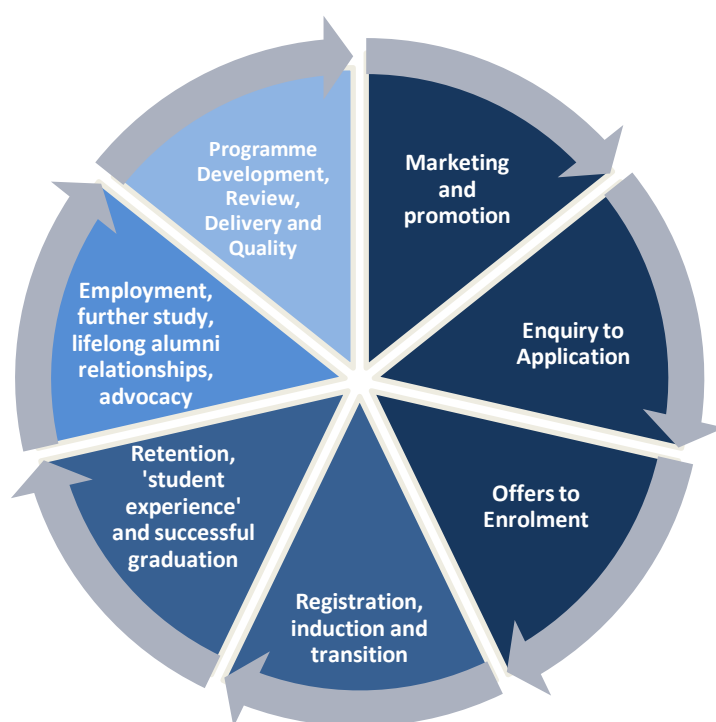 Marketing
and
promotion
Enquiry to
Application
Offers to
Enrolment
Registration,
induction and
transition
Retention,
'student
experience'
and successful
graduation
Employment,
further study,
lifelong alumni
relationships,
advocacy
Programme
Development,
Review,
Delivery and
Quality